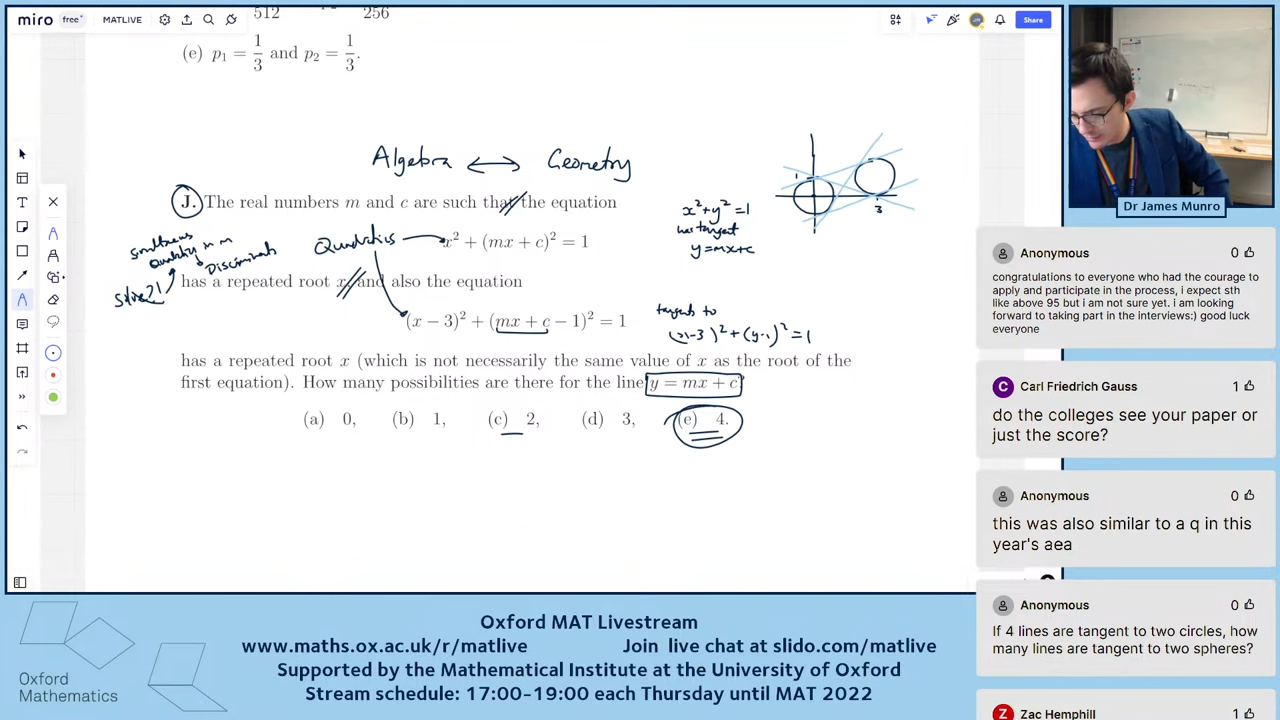 miro free
MATLIVE
Share
512
256
(e) p₁ = 1/3 and p₂ = 1/3.
Algebra ⟷ Geometry
J. The real numbers m and c are such that the equation
x² + (mx + c)² = 1
Quadratics
simultaneous
Quadratics in m
Discriminants
Solve?!
x²+y²=1
has tangent
y=mx+c
1
3
has a repeated root x, and also the equation
(x − 3)² + (mx + c − 1)² = 1
tangents to
(x-3)²+(y-1)²=1
has a repeated root x (which is not necessarily the same value of x as the root of the
first equation). How many possibilities are there for the line y = mx + c?
(a) 0, (b) 1, (c) 2, (d) 3, (e) 4.
Dr James Munro
Anonymous 0
congratulations to everyone who had the courage to
apply and participate in the process, i expect sth
like above 95 but i am not sure yet. i am looking
forward to taking part in the interviews:) good luck
everyone
C Carl Friedrich Gauss 1
do the colleges see your paper or
just the score?
Anonymous 0
this was also similar to a q in this
year's aea
Anonymous 0
If 4 lines are tangent to two circles, how
many lines are tangent to two spheres?
Z Zac Hemphill 1
Oxford
Mathematics
Oxford MAT Livestream
www.maths.ox.ac.uk/r/matlive Join live chat at slido.com/matlive
Supported by the Mathematical Institute at the University of Oxford
Stream schedule: 17:00-19:00 each Thursday until MAT 2022